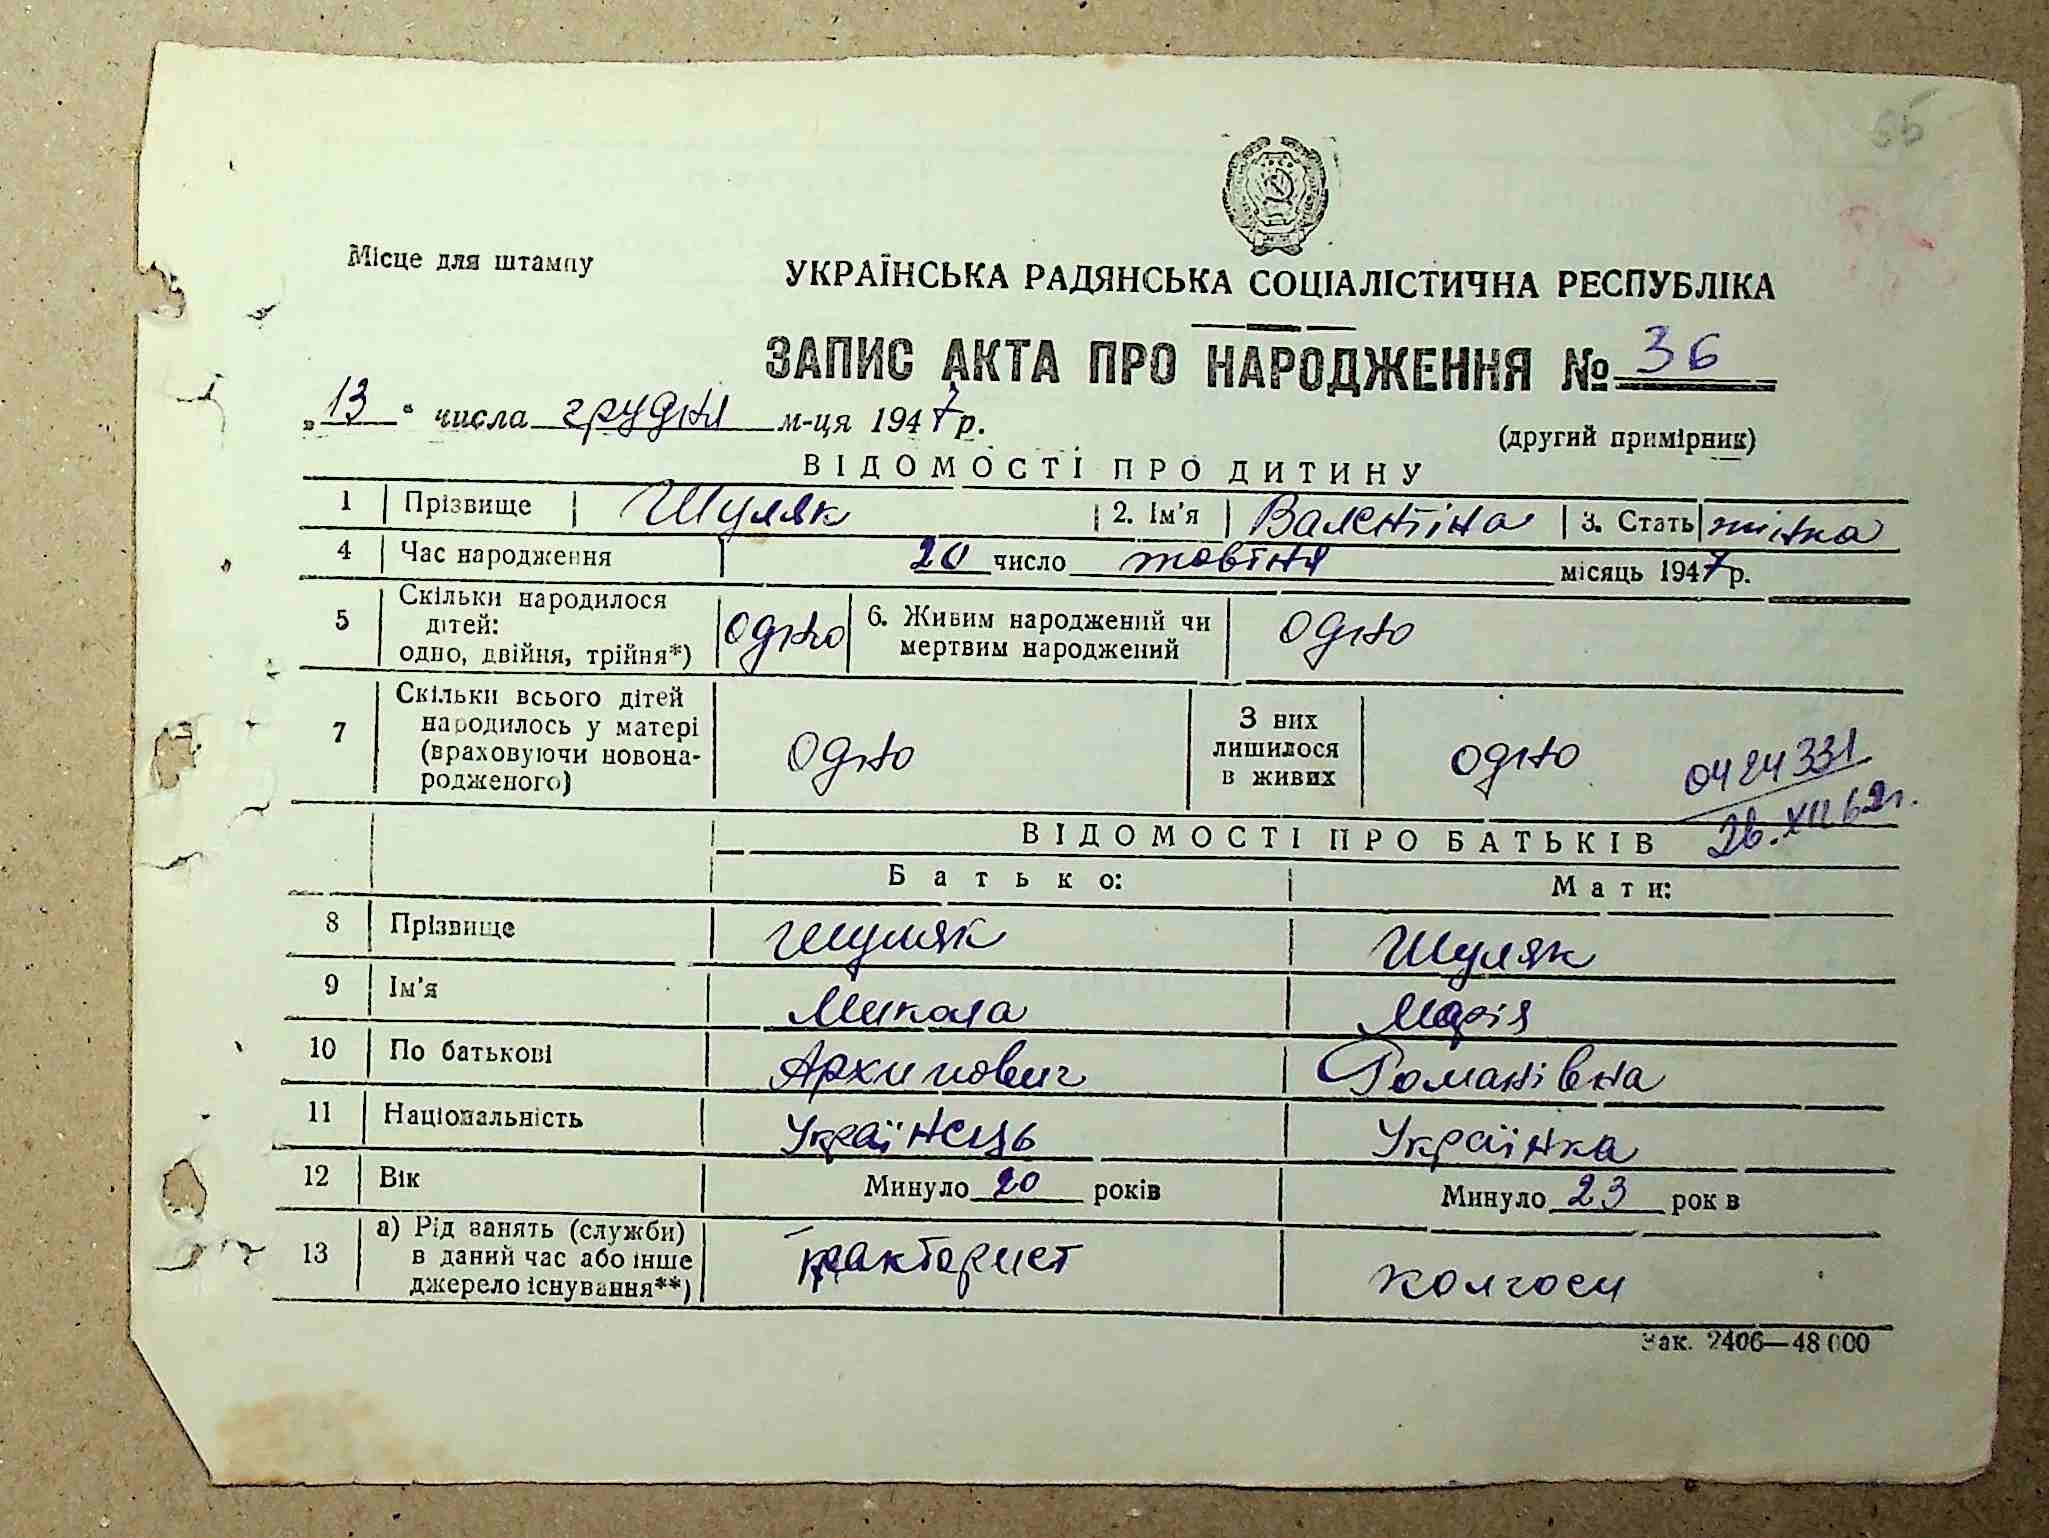 55
Місце для штампу
УКРАЇНСЬКА РАДЯНСЬКА СОЦІАЛІСТИЧНА РЕСПУБЛІКА
ЗАПИС АКТА ПРО НАРОДЖЕННЯ № 36
„13“ числа грудня м-ця 1947 р.
(другий примірник)
ВІДОМОСТІ ПРО ДИТИНУ
1 Прізвище Шуляк 2. Ім'я Валентіна 3. Стать жінка
4 Час народження 20 число жовтня місяць 1947 р.
5 Скільки народилося дітей: одно, двійня, трійня*) одно 6. Живим народжений чи мертвим народжений одно
7 Скільки всього дітей народилось у матері (враховуючи новонародженого) одно З них лишилося в живих одно
0424331
26.XII 62г.
ВІДОМОСТІ ПРО БАТЬКІВ
Батько: Мати:
8 Прізвище Шуляк Шуляк
9 Ім'я Микола Марія
10 По батькові Архипович Романівна
11 Національність Українець Українка
12 Вік Минуло 20 років Минуло 23 рок в
13 а) Рід занять (служби) в даний час або інше джерело існування**) тракторист колгосп
Зак. 2406—48 000